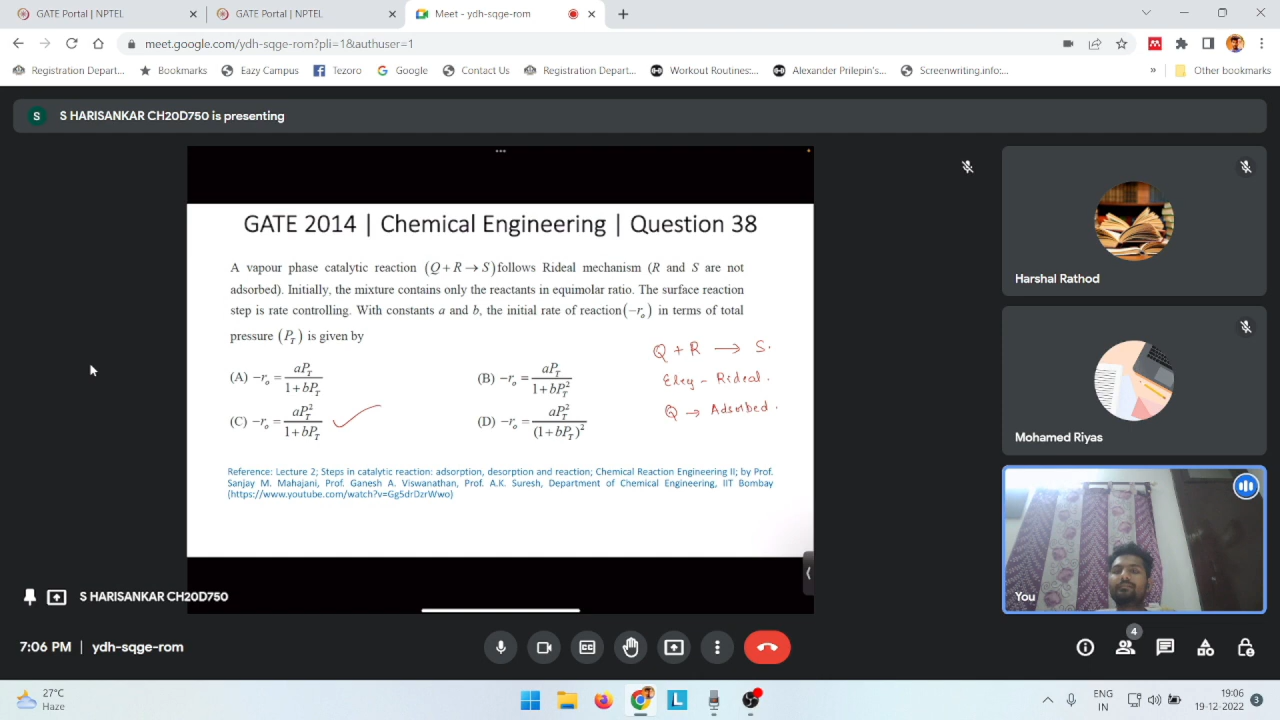 GATE Portal | NPTEL
GATE Portal | NPTEL
Meet - ydh-sqge-rom
meet.google.com/ydh-sqge-rom?pli=1&authuser=1
Registration Depart... Bookmarks Eazy Campus Tezoro Google Contact Us Registration Depart... Workout Routines:... Alexander Prilepin's... Screenwriting.info:... » Other bookmarks
S S HARISANKAR CH20D750 is presenting
GATE 2014 | Chemical Engineering | Question 38
A vapour phase catalytic reaction (Q+R→S) follows Rideal mechanism (R and S are not
adsorbed). Initially, the mixture contains only the reactants in equimolar ratio. The surface reaction
step is rate controlling. With constants a and b, the initial rate of reaction (−r₀) in terms of total
pressure (P_T) is given by
Q + R → S.
Eley - Rideal.
Q → Adsorbed.
(A) −r₀ = aP_T / (1+bP_T)
(B) −r₀ = aP_T / (1+bP_T²)
(C) −r₀ = aP_T² / (1+bP_T)
(D) −r₀ = aP_T² / (1+bP_T)²
Reference: Lecture 2; Steps in catalytic reaction: adsorption, desorption and reaction; Chemical Reaction Engineering II; by Prof.
Sanjay M. Mahajani, Prof. Ganesh A. Viswanathan, Prof. A.K. Suresh, Department of Chemical Engineering, IIT Bombay
(https://www.youtube.com/watch?v=Gg5drDzrWwo)
S HARISANKAR CH20D750
Harshal Rathod
Mohamed Riyas
You
7:06 PM | ydh-sqge-rom
CC
4
27°C
Haze
L
ENG
IN
19:06
19-12-2022
3